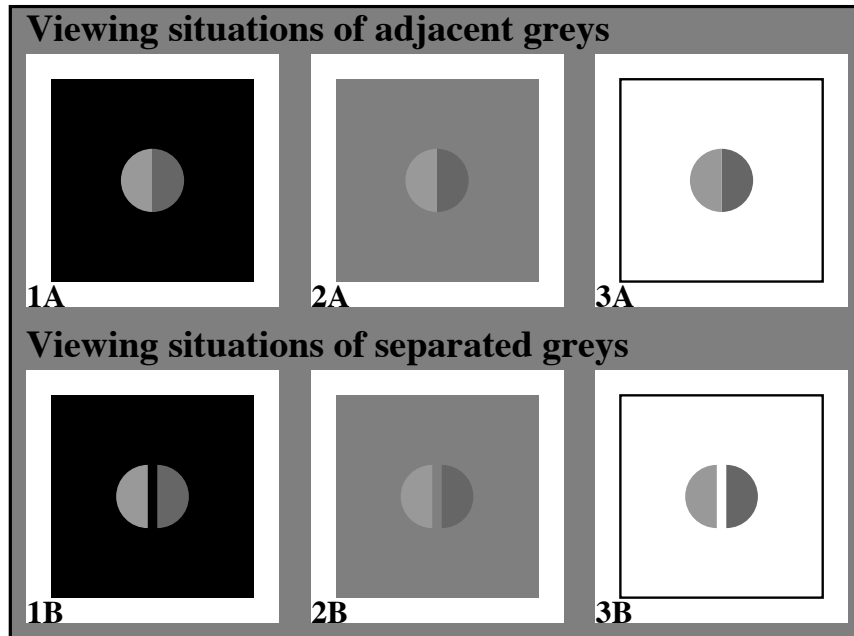 Viewing situations of adjacent greys
1A 2A 3A
Viewing situations of separated greys
1B 2B 3B